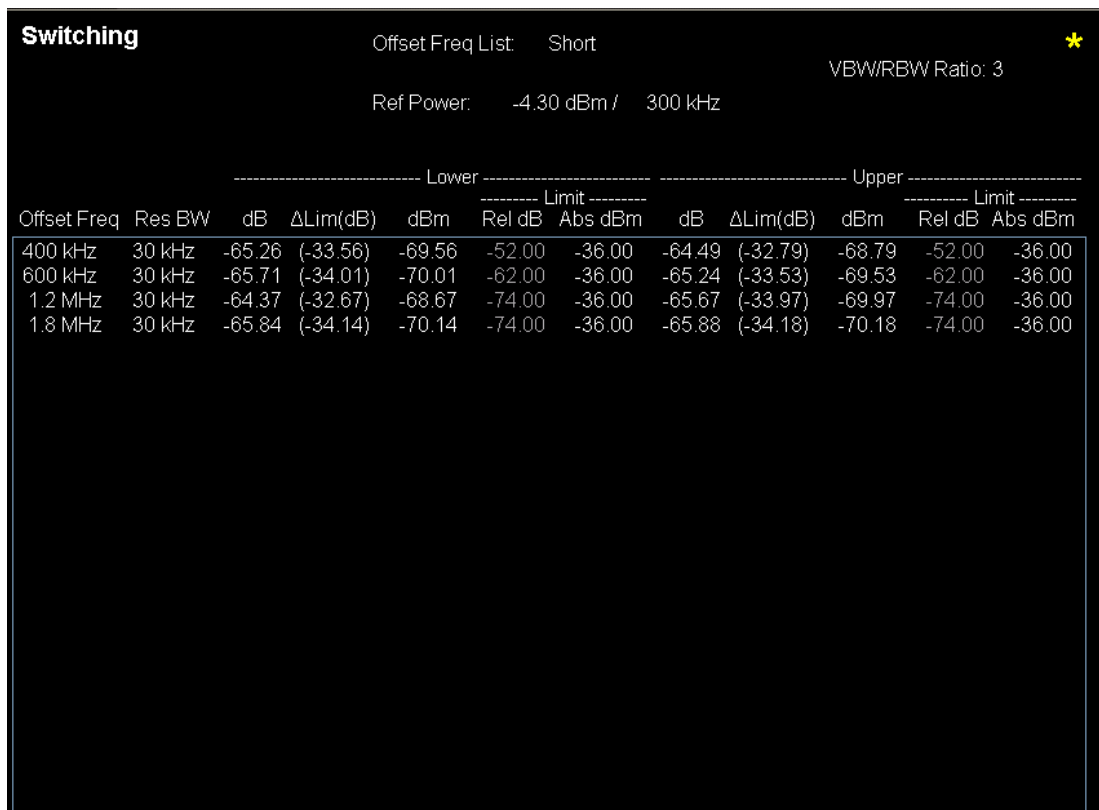 Switching Offset Freq List: Short *
VBW/RBW Ratio: 3
Ref Power: -4.30 dBm / 300 kHz
----------------------------- Lower -------------------------- ----------------------------- Upper ---------------------------
--------- Limit --------- ---------- Limit ---------
Offset Freq Res BW dB ΔLim(dB) dBm Rel dB Abs dBm dB ΔLim(dB) dBm Rel dB Abs dBm
400 kHz 30 kHz -65.26 (-33.56) -69.56 -52.00 -36.00 -64.49 (-32.79) -68.79 -52.00 -36.00
600 kHz 30 kHz -65.71 (-34.01) -70.01 -62.00 -36.00 -65.24 (-33.53) -69.53 -62.00 -36.00
1.2 MHz 30 kHz -64.37 (-32.67) -68.67 -74.00 -36.00 -65.67 (-33.97) -69.97 -74.00 -36.00
1.8 MHz 30 kHz -65.84 (-34.14) -70.14 -74.00 -36.00 -65.88 (-34.18) -70.18 -74.00 -36.00